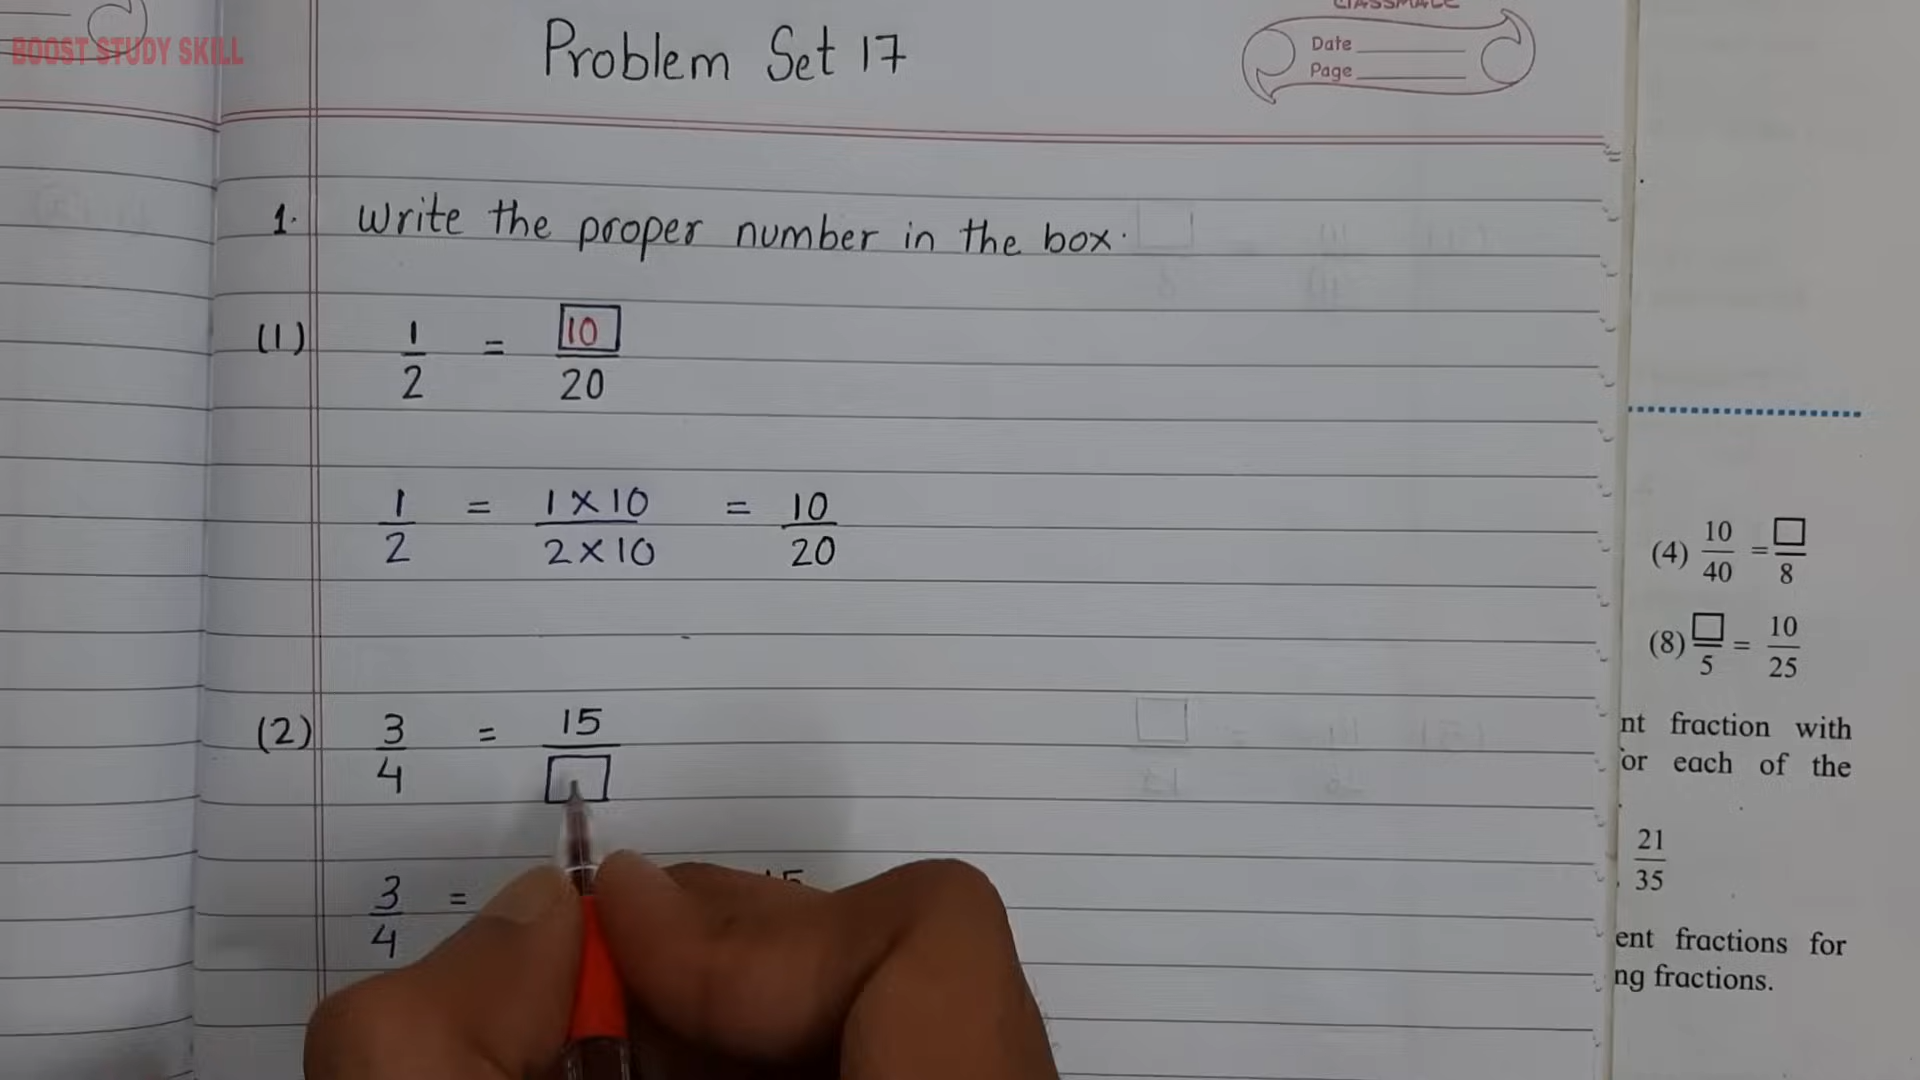 BOOST STUDY SKILL
Problem Set 17
CLASSMATE
Date
Page
1. Write the proper number in the box.
(1) 1/2 = 10/20
1/2 = 1×10/2×10 = 10/20
(2) 3/4 = 15/□
3/4 = 15
(4) 10/40 = □/8
(8) □/5 = 10/25
nt fraction with
or each of the
21/35
ent fractions for
ng fractions.